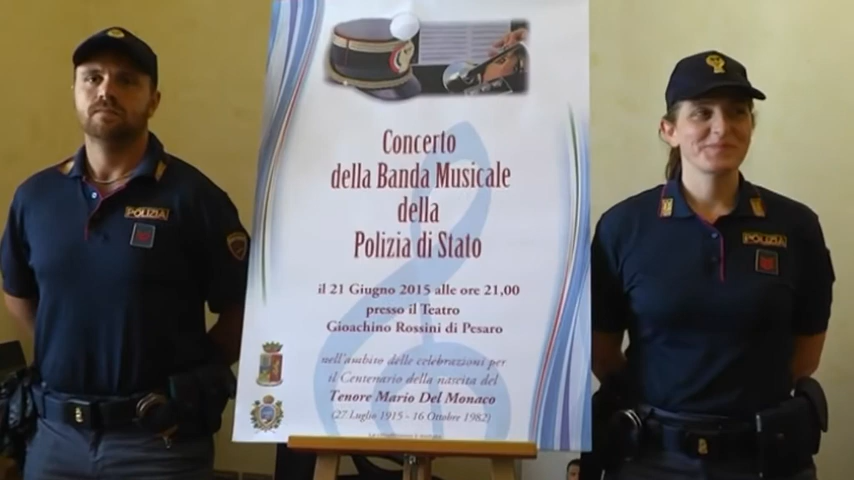 Concerto
della Banda Musicale
della
Polizia di Stato
il 21 Giugno 2015 alle ore 21,00
presso il Teatro
Gioachino Rossini di Pesaro
nell'ambito delle celebrazioni per
il Centenario della nascita del
Tenore Mario Del Monaco
(27 Luglio 1915 - 16 Ottobre 1982)
POLIZIA
POLIZIA